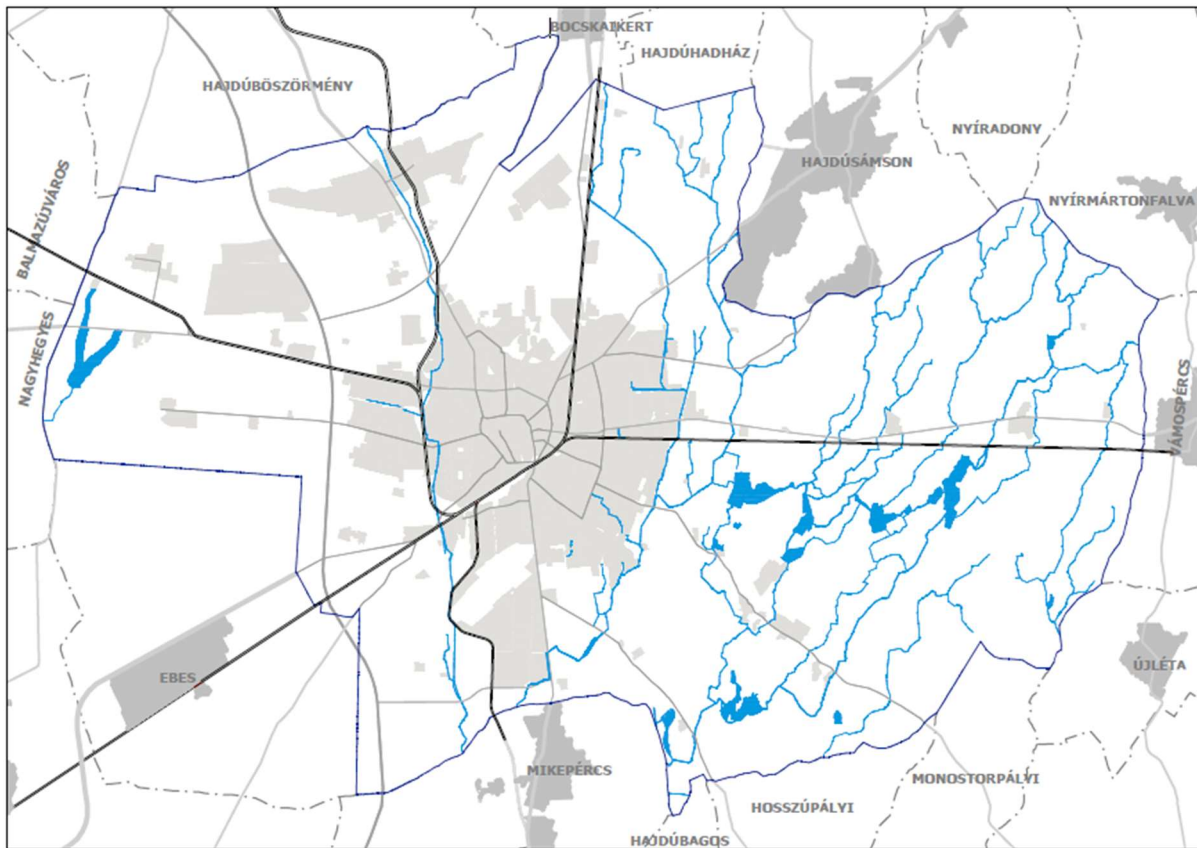 BOCSKAIKERT
HAJDÚHADHÁZ
HAJDÚBÖSZÖRMÉNY
NYÍRADONY
HAJDÚSÁMSON
NYÍRMÁRTONFALVA
BALMAZÚJVÁROS
NAGYHEGYES
VÁMOSPÉRCS
EBES
ÚJLÉTA
MIKEPÉRCS
MONOSTORPÁLYI
HOSSZÚPÁLYI
HAJDÚBAGOS